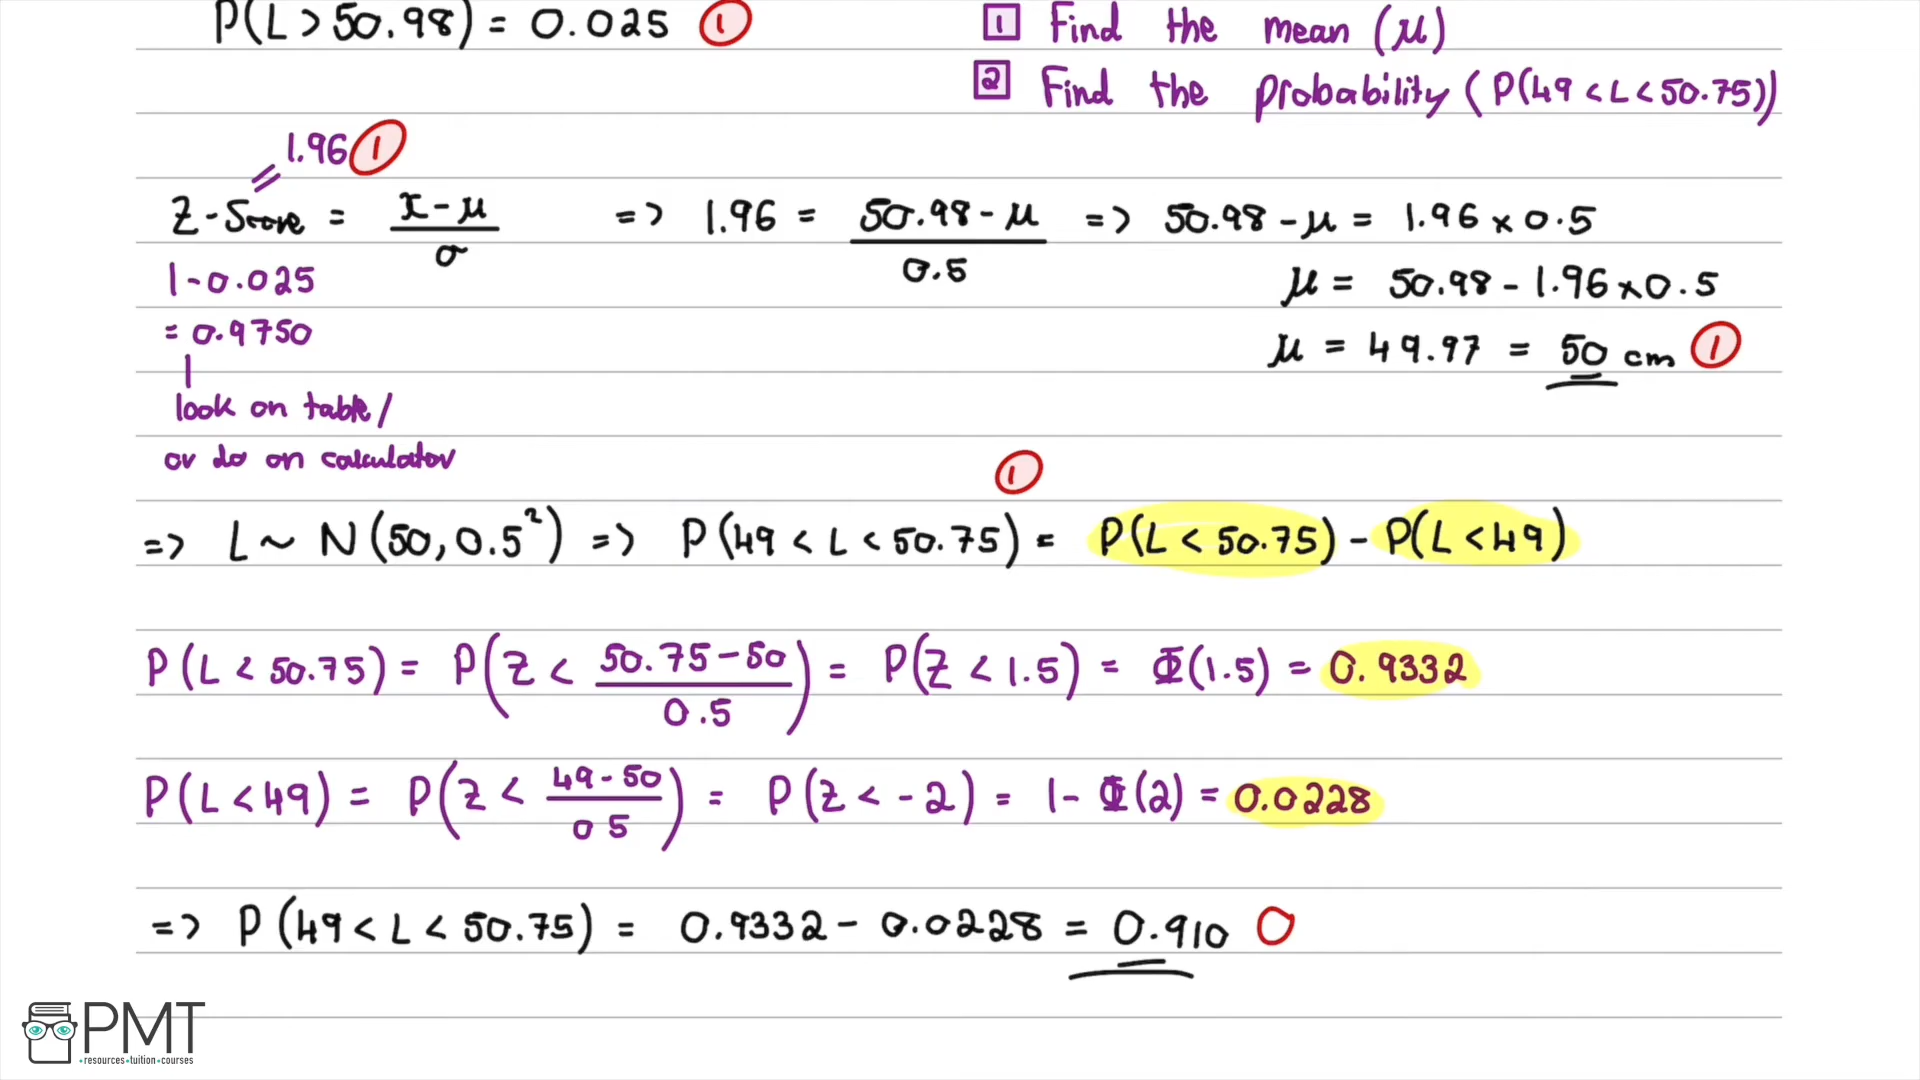 P(L > 50.98) = 0.025 ①
1 Find the mean (μ)
2 Find the probability (P(49 < L < 50.75))
1.96 ①
Z-Score = x-μ / σ => 1.96 = 50.98-μ / 0.5 => 50.98-μ = 1.96 × 0.5
1-0.025
= 0.9750
look on table/
or do on calculator
μ = 50.98 - 1.96 × 0.5
μ = 49.97 = 50 cm ①
①
=> L ~ N(50, 0.5²) => P(49 < L < 50.75) = P(L < 50.75) - P(L < 49)
P(L < 50.75) = P(Z < 50.75-50 / 0.5) = P(Z < 1.5) = Φ(1.5) = 0.9332
P(L < 49) = P(Z < 49-50 / 0 5) = P(Z < -2) = 1- Φ(2) = 0.0228
=> P(49 < L < 50.75) = 0.9332 - 0.0228 = 0.910
PMT
•resources•tuition•courses